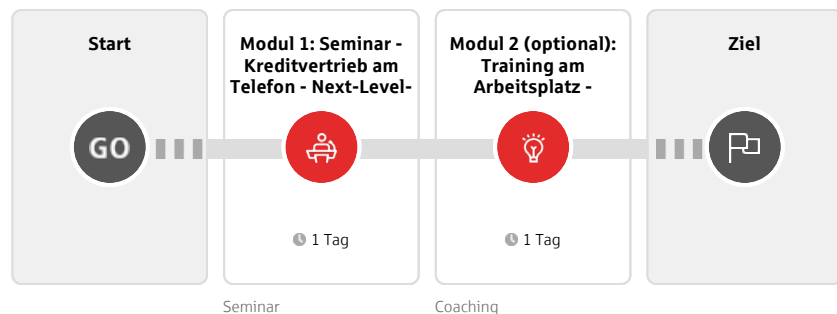 Start
Modul 1: Seminar -
Kreditvertrieb am
Telefon - Next-Level-
Modul 2 (optional):
Training am
Arbeitsplatz -
Ziel
GO
1 Tag
1 Tag
Seminar
Coaching